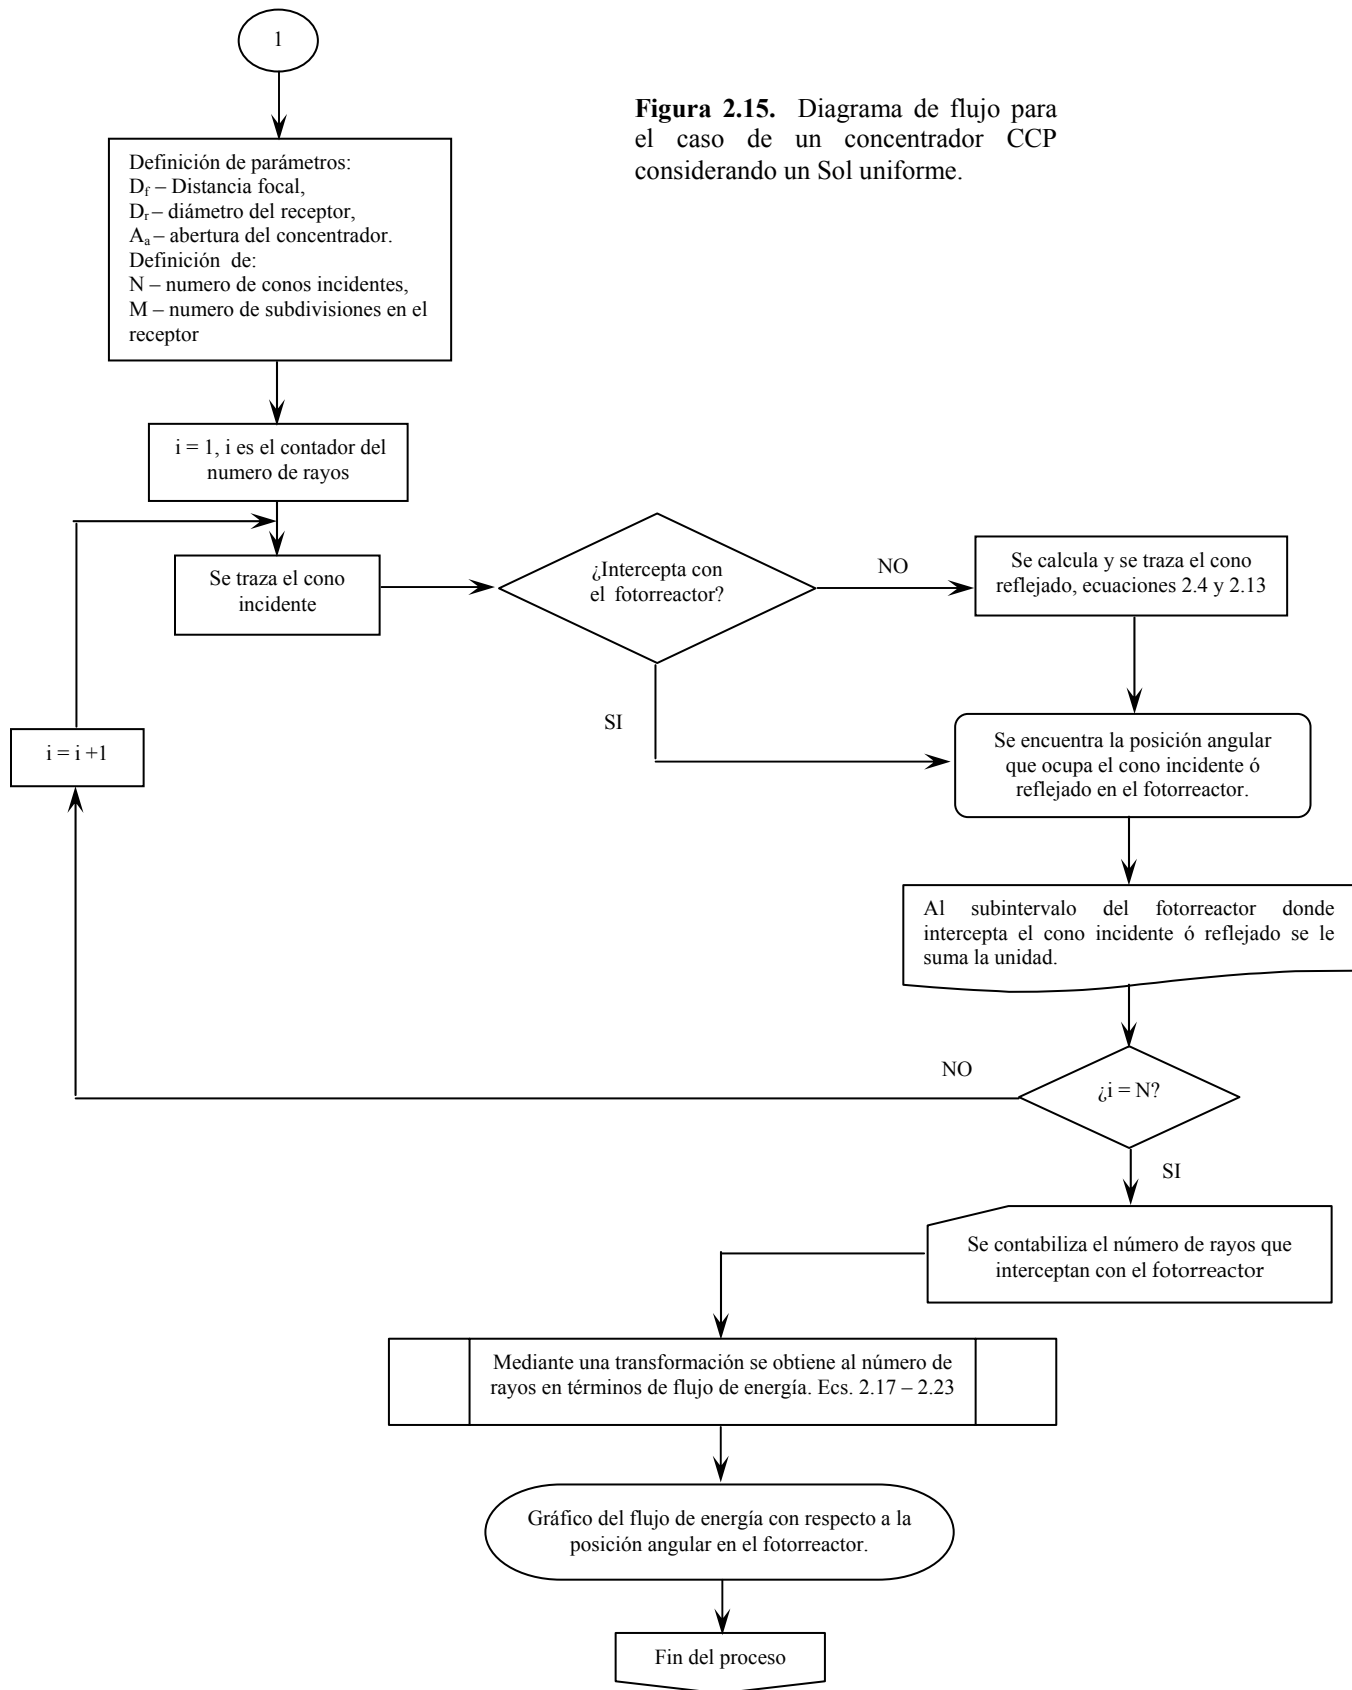 1
Figura 2.15. Diagrama de flujo para
el caso de un concentrador CCP
considerando un Sol uniforme.
Definición de parámetros:
Df – Distancia focal,
Dr – diámetro del receptor,
Aa – abertura del concentrador.
Definición de:
N – numero de conos incidentes,
M – numero de subdivisiones en el
receptor
i = 1, i es el contador del
numero de rayos
Se traza el cono
incidente
¿Intercepta con
el fotorreactor?
NO
Se calcula y se traza el cono
reflejado, ecuaciones 2.4 y 2.13
SI
i = i +1
Se encuentra la posición angular
que ocupa el cono incidente ó
reflejado en el fotorreactor.
Al subintervalo del fotorreactor donde
intercepta el cono incidente ó reflejado se le
suma la unidad.
NO
¿i = N?
SI
Se contabiliza el número de rayos que
interceptan con el fotorreactor
Mediante una transformación se obtiene al número de
rayos en términos de flujo de energía. Ecs. 2.17 – 2.23
Gráfico del flujo de energía con respecto a la
posición angular en el fotorreactor.
Fin del proceso